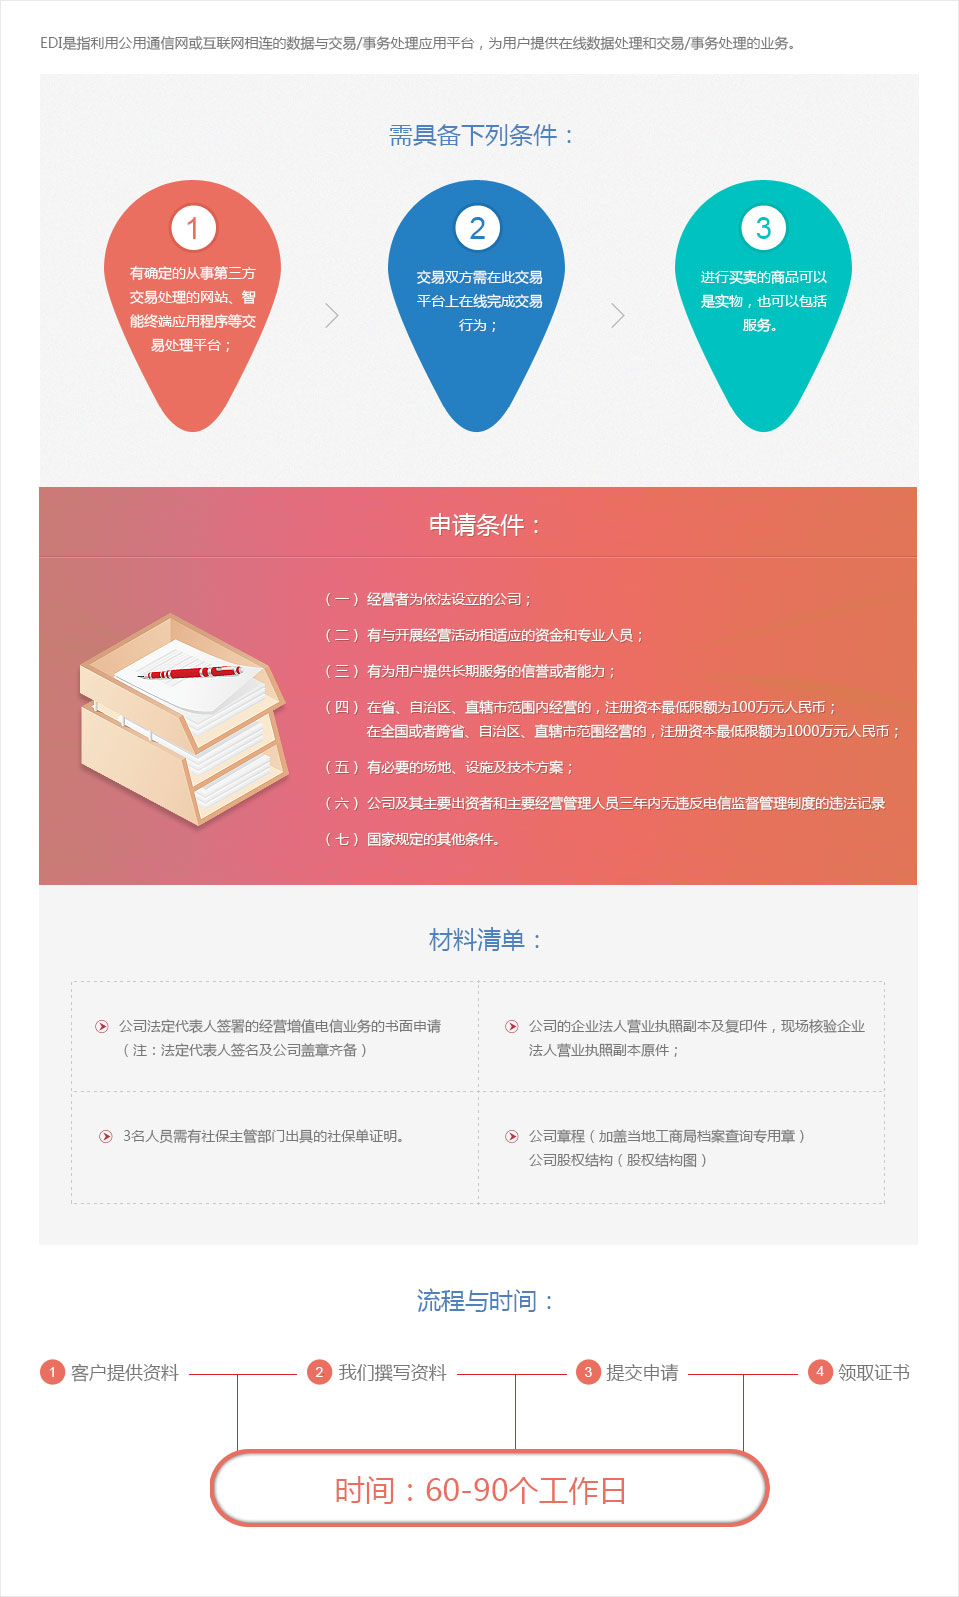 EDI是指利用公用通信网或互联网相连的数据与交易/事务处理应用平台，为用户提供在线数据处理和交易/事务处理的业务。
需具备下列条件：
1
有确定的从事第三方
交易处理的网站、智
能终端应用程序等交
易处理平台；
2
交易双方需在此交易
平台上在线完成交易
行为；
3
进行买卖的商品可以
是实物，也可以包括
服务。
申请条件：
（一） 经营者为依法设立的公司；
（二） 有与开展经营活动相适应的资金和专业人员；
（三） 有为用户提供长期服务的信誉或者能力；
（四） 在省、自治区、直辖市范围内经营的，注册资本最低限额为100万元人民币；
在全国或者跨省、自治区、直辖市范围经营的，注册资本最低限额为1000万元人民币；
（五） 有必要的场地、设施及技术方案；
（六） 公司及其主要出资者和主要经营管理人员三年内无违反电信监督管理制度的违法记录
（七） 国家规定的其他条件。
材料清单：
公司法定代表人签署的经营增值电信业务的书面申请
（注：法定代表人签名及公司盖章齐备）
公司的企业法人营业执照副本及复印件，现场核验企业
法人营业执照副本原件；
3名人员需有社保主管部门出具的社保单证明。
公司章程（加盖当地工商局档案查询专用章）
公司股权结构（股权结构图）
流程与时间：
1 客户提供资料
2 我们撰写资料
3 提交申请
4 领取证书
时间：60-90个工作日